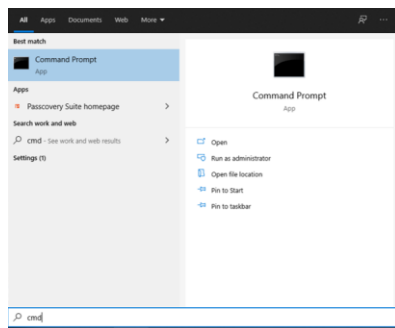 All Apps Documents Web More ▼
Best match
Command Prompt
App
Apps
Passcovery Suite homepage
Search work and web
cmd - See work and web results
Settings (1)
Command Prompt
App
Open
Run as administrator
Open file location
Pin to Start
Pin to taskbar
cmd